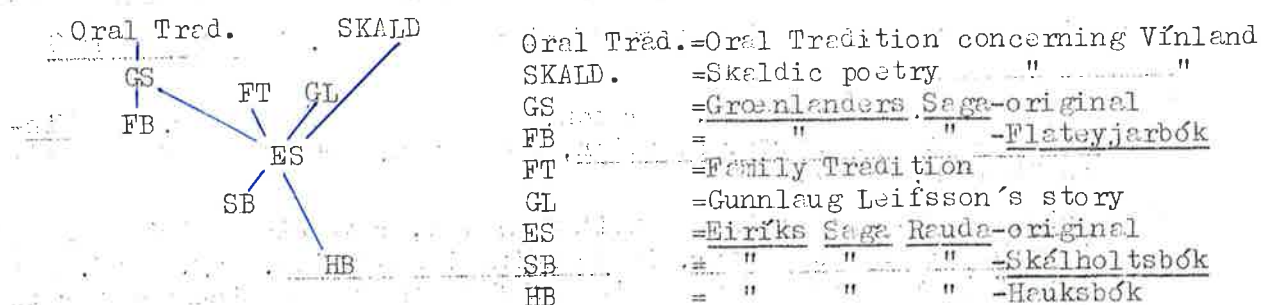 Oral Trad. SKALD
GS
FT GL
FB
ES
SB
HB
Oral Trad.=Oral Tradition concerning Vínland
SKALD. =Skaldic poetry " "
GS =Groenlanders Saga-original
FB = " " -Flateyjarbók
FT =Family Tradition
GL =Gunnlaug Leifsson's story
ES =Eiríks Saga Rauda-original
SB = " " " -Skálholtsbók
HB = " " " -Hauksbók